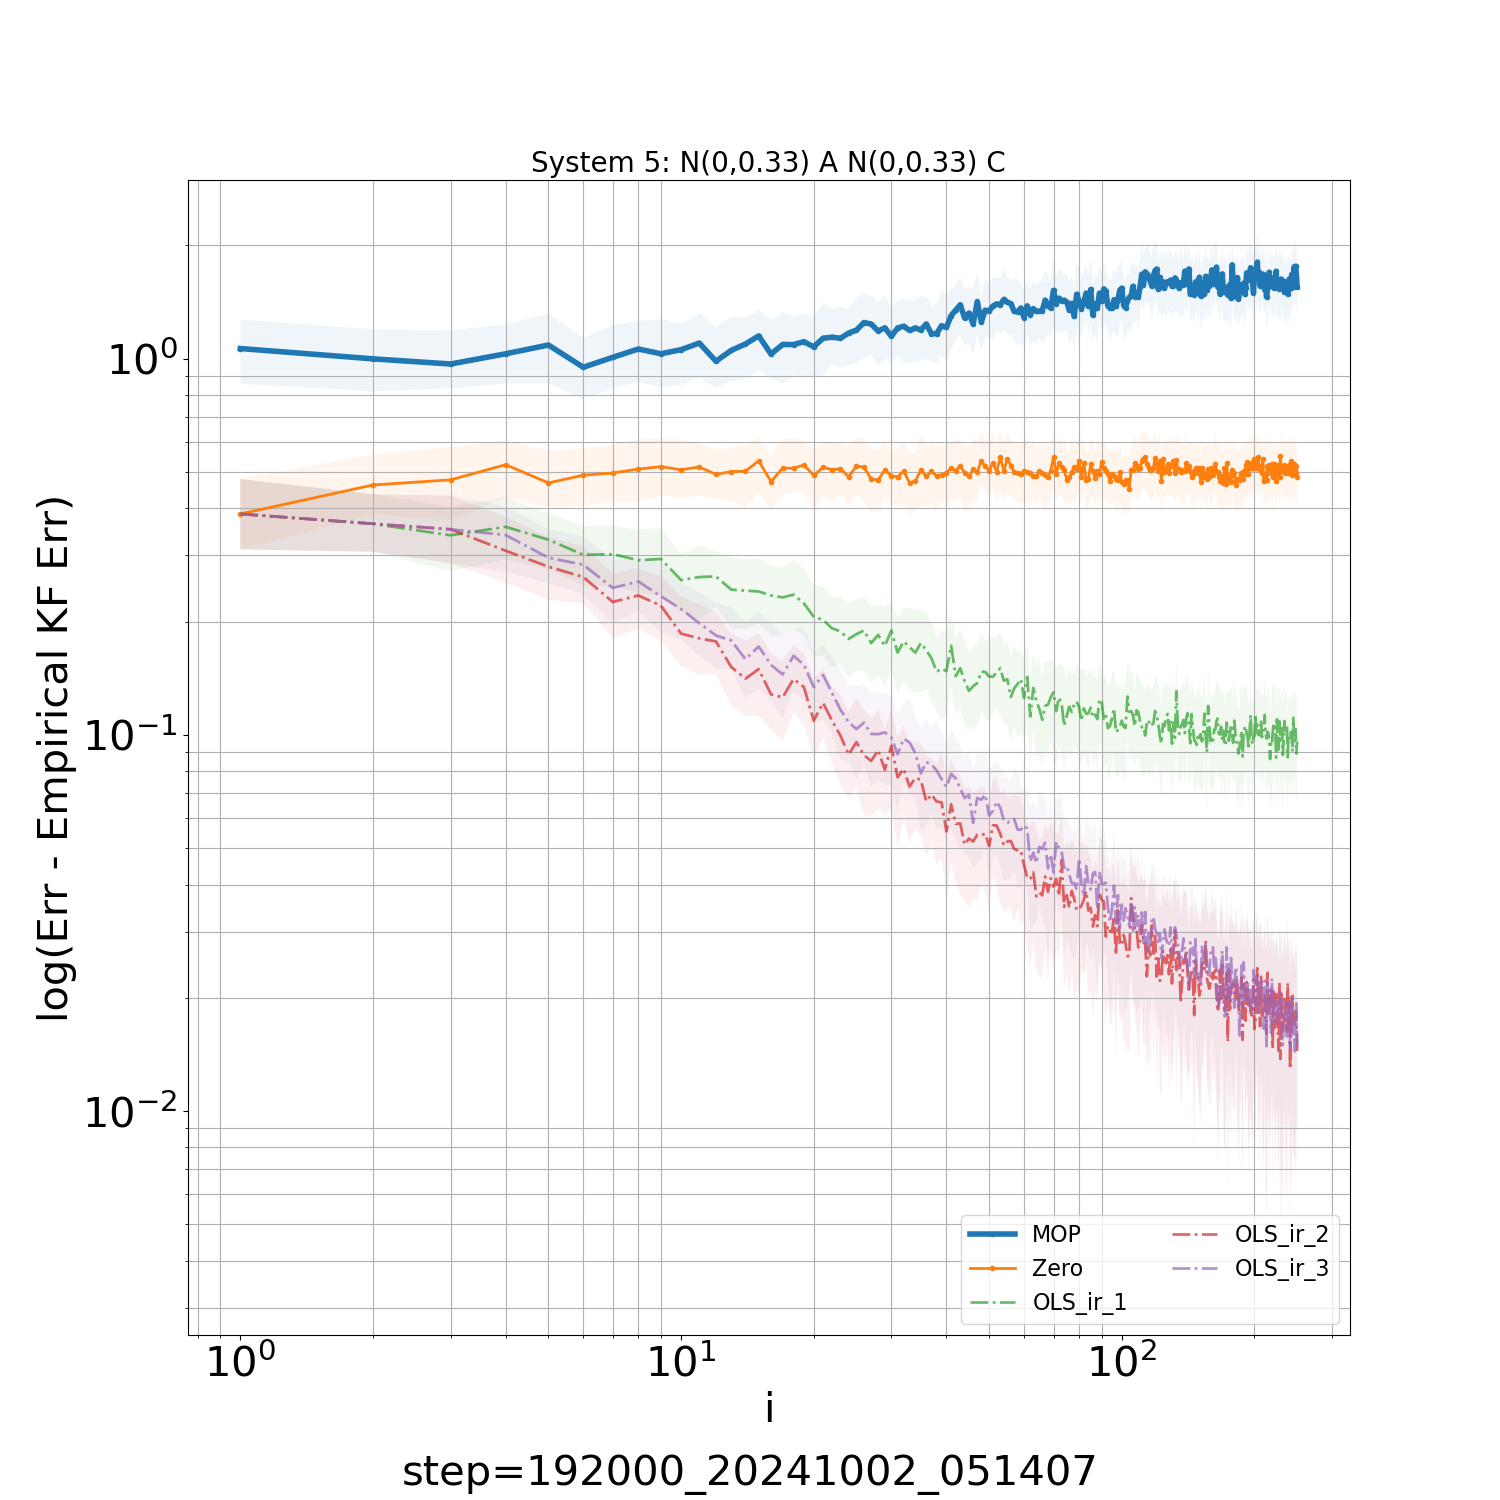 System 5: N(0,0.33) A N(0,0.33) C
log(Err - Empirical KF Err)
10⁰
10⁻¹
10⁻²
MOP
Zero
OLS_ir_1
OLS_ir_2
OLS_ir_3
10⁰ 10¹ 10²
i
step=192000_20241002_051407